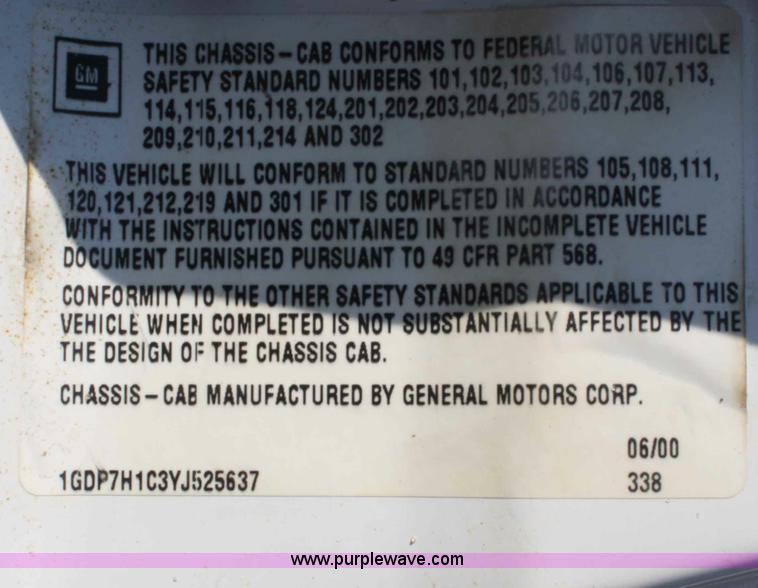 GM
THIS CHASSIS-CAB CONFORMS TO FEDERAL MOTOR VEHICLE
SAFETY STANDARD NUMBERS 101,102,103,104,106,107,113,
114,115,116,118,124,201,202,203,204,205,206,207,208,
209,210,211,214 AND 302
THIS VEHICLE WILL CONFORM TO STANDARD NUMBERS 105,108,111,
120,121,212,219 AND 301 IF IT IS COMPLETED IN ACCORDANCE
WITH THE INSTRUCTIONS CONTAINED IN THE INCOMPLETE VEHICLE
DOCUMENT FURNISHED PURSUANT TO 49 CFR PART 568.
CONFORMITY TO THE OTHER SAFETY STANDARDS APPLICABLE TO THIS
VEHICLE WHEN COMPLETED IS NOT SUBSTANTIALLY AFFECTED BY THE
THE DESIGN OF THE CHASSIS CAB.
CHASSIS-CAB MANUFACTURED BY GENERAL MOTORS CORP.
06/00
1GDP7H1C3YJ525637 338
www.purplewave.com